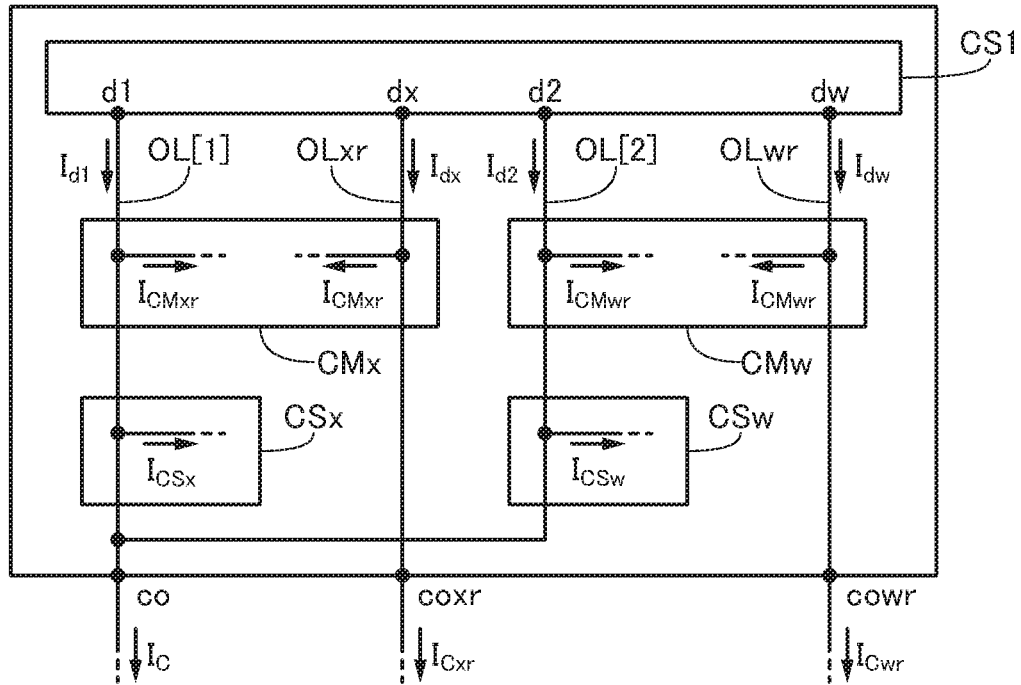 CS1
d1 dx d2 dw
OL[1] OLxr OL[2] OLwr
Id1 Idx Id2 Idw
ICMxr ICMxr ICMwr ICMwr
CMx CMw
CSx CSw
ICSx ICSw
co coxr cowr
IC ICxr ICwr